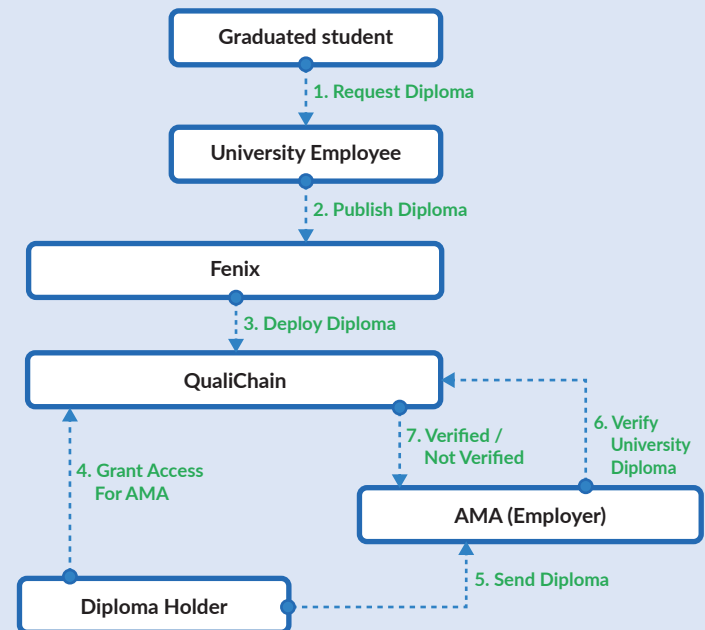 Graduated student
1. Request Diploma
University Employee
2. Publish Diploma
Fenix
3. Deploy Diploma
QualiChain
4. Grant Access
For AMA
7. Verified /
Not Verified
6. Verify
University
Diploma
AMA (Employer)
5. Send Diploma
Diploma Holder